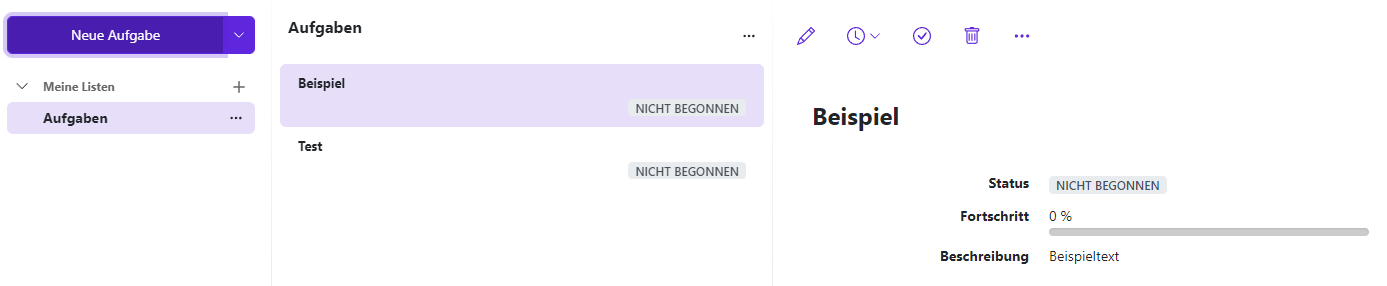 Neue Aufgabe
Meine Listen
Aufgaben
Aufgaben
Beispiel
NICHT BEGONNEN
Test
NICHT BEGONNEN
Beispiel
Status NICHT BEGONNEN
Fortschritt 0 %
Beschreibung Beispieltext